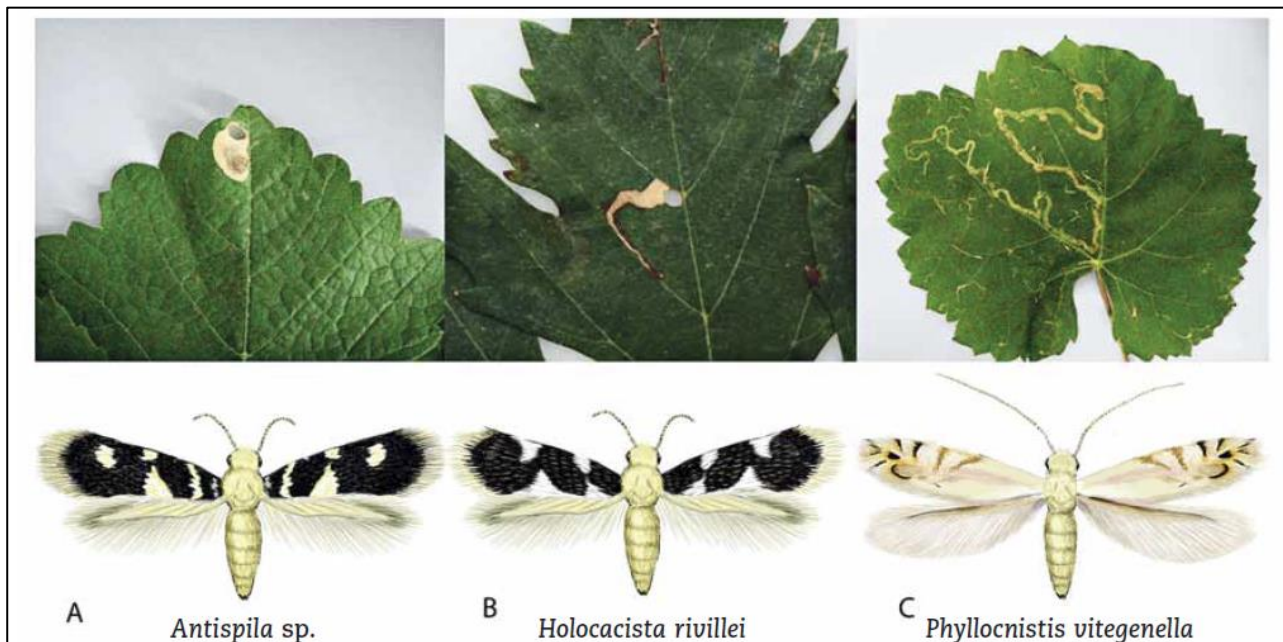 A
Antispila sp.
B
Holocacista rivillei
C
Phyllocnistis vitegenella